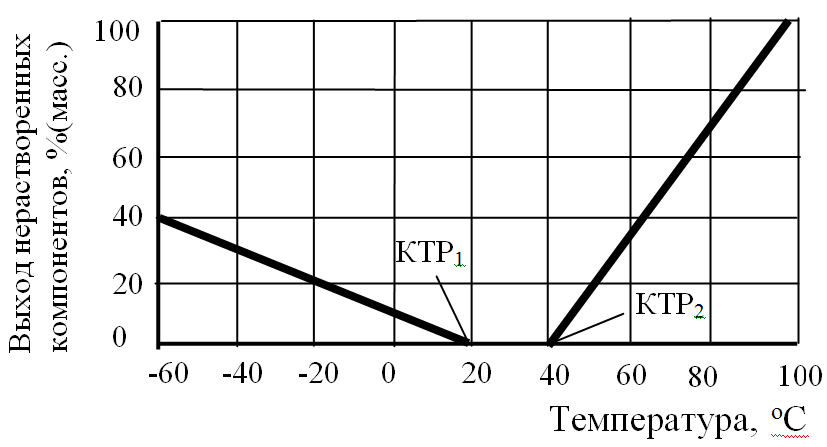 Выход нерастворенных
компонентов, %(масс.)
100
80
60
40
20
0
КТР1
КТР2
-60 -40 -20 0 20 40 60 80 100
Температура, оС